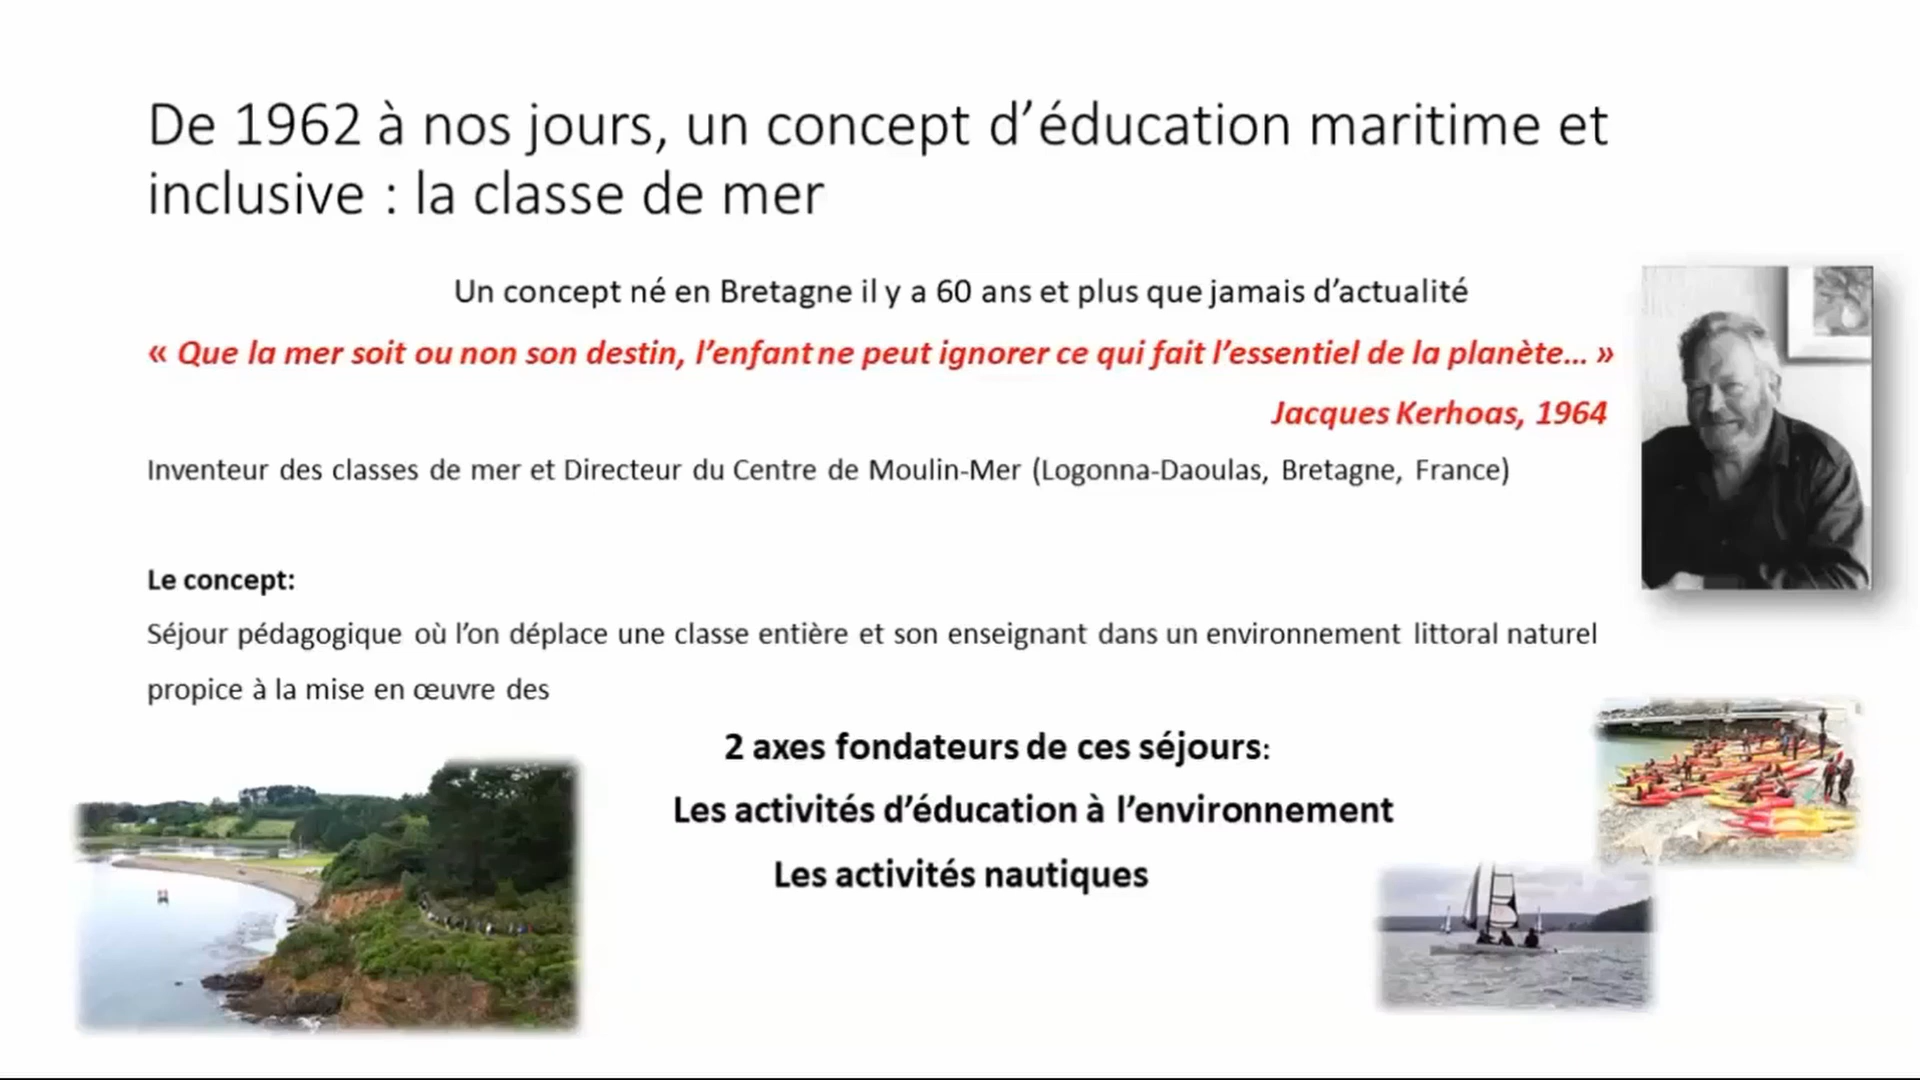 De 1962 à nos jours, un concept d’éducation maritime et
inclusive : la classe de mer
Un concept né en Bretagne il y a 60 ans et plus que jamais d’actualité
« Que la mer soit ou non son destin, l’enfant ne peut ignorer ce qui fait l’essentiel de la planète... »
Jacques Kerhoas, 1964
Inventeur des classes de mer et Directeur du Centre de Moulin-Mer (Logonna-Daoulas, Bretagne, France)
Le concept:
Séjour pédagogique où l’on déplace une classe entière et son enseignant dans un environnement littoral naturel
propice à la mise en œuvre des
2 axes fondateurs de ces séjours:
Les activités d’éducation à l’environnement
Les activités nautiques